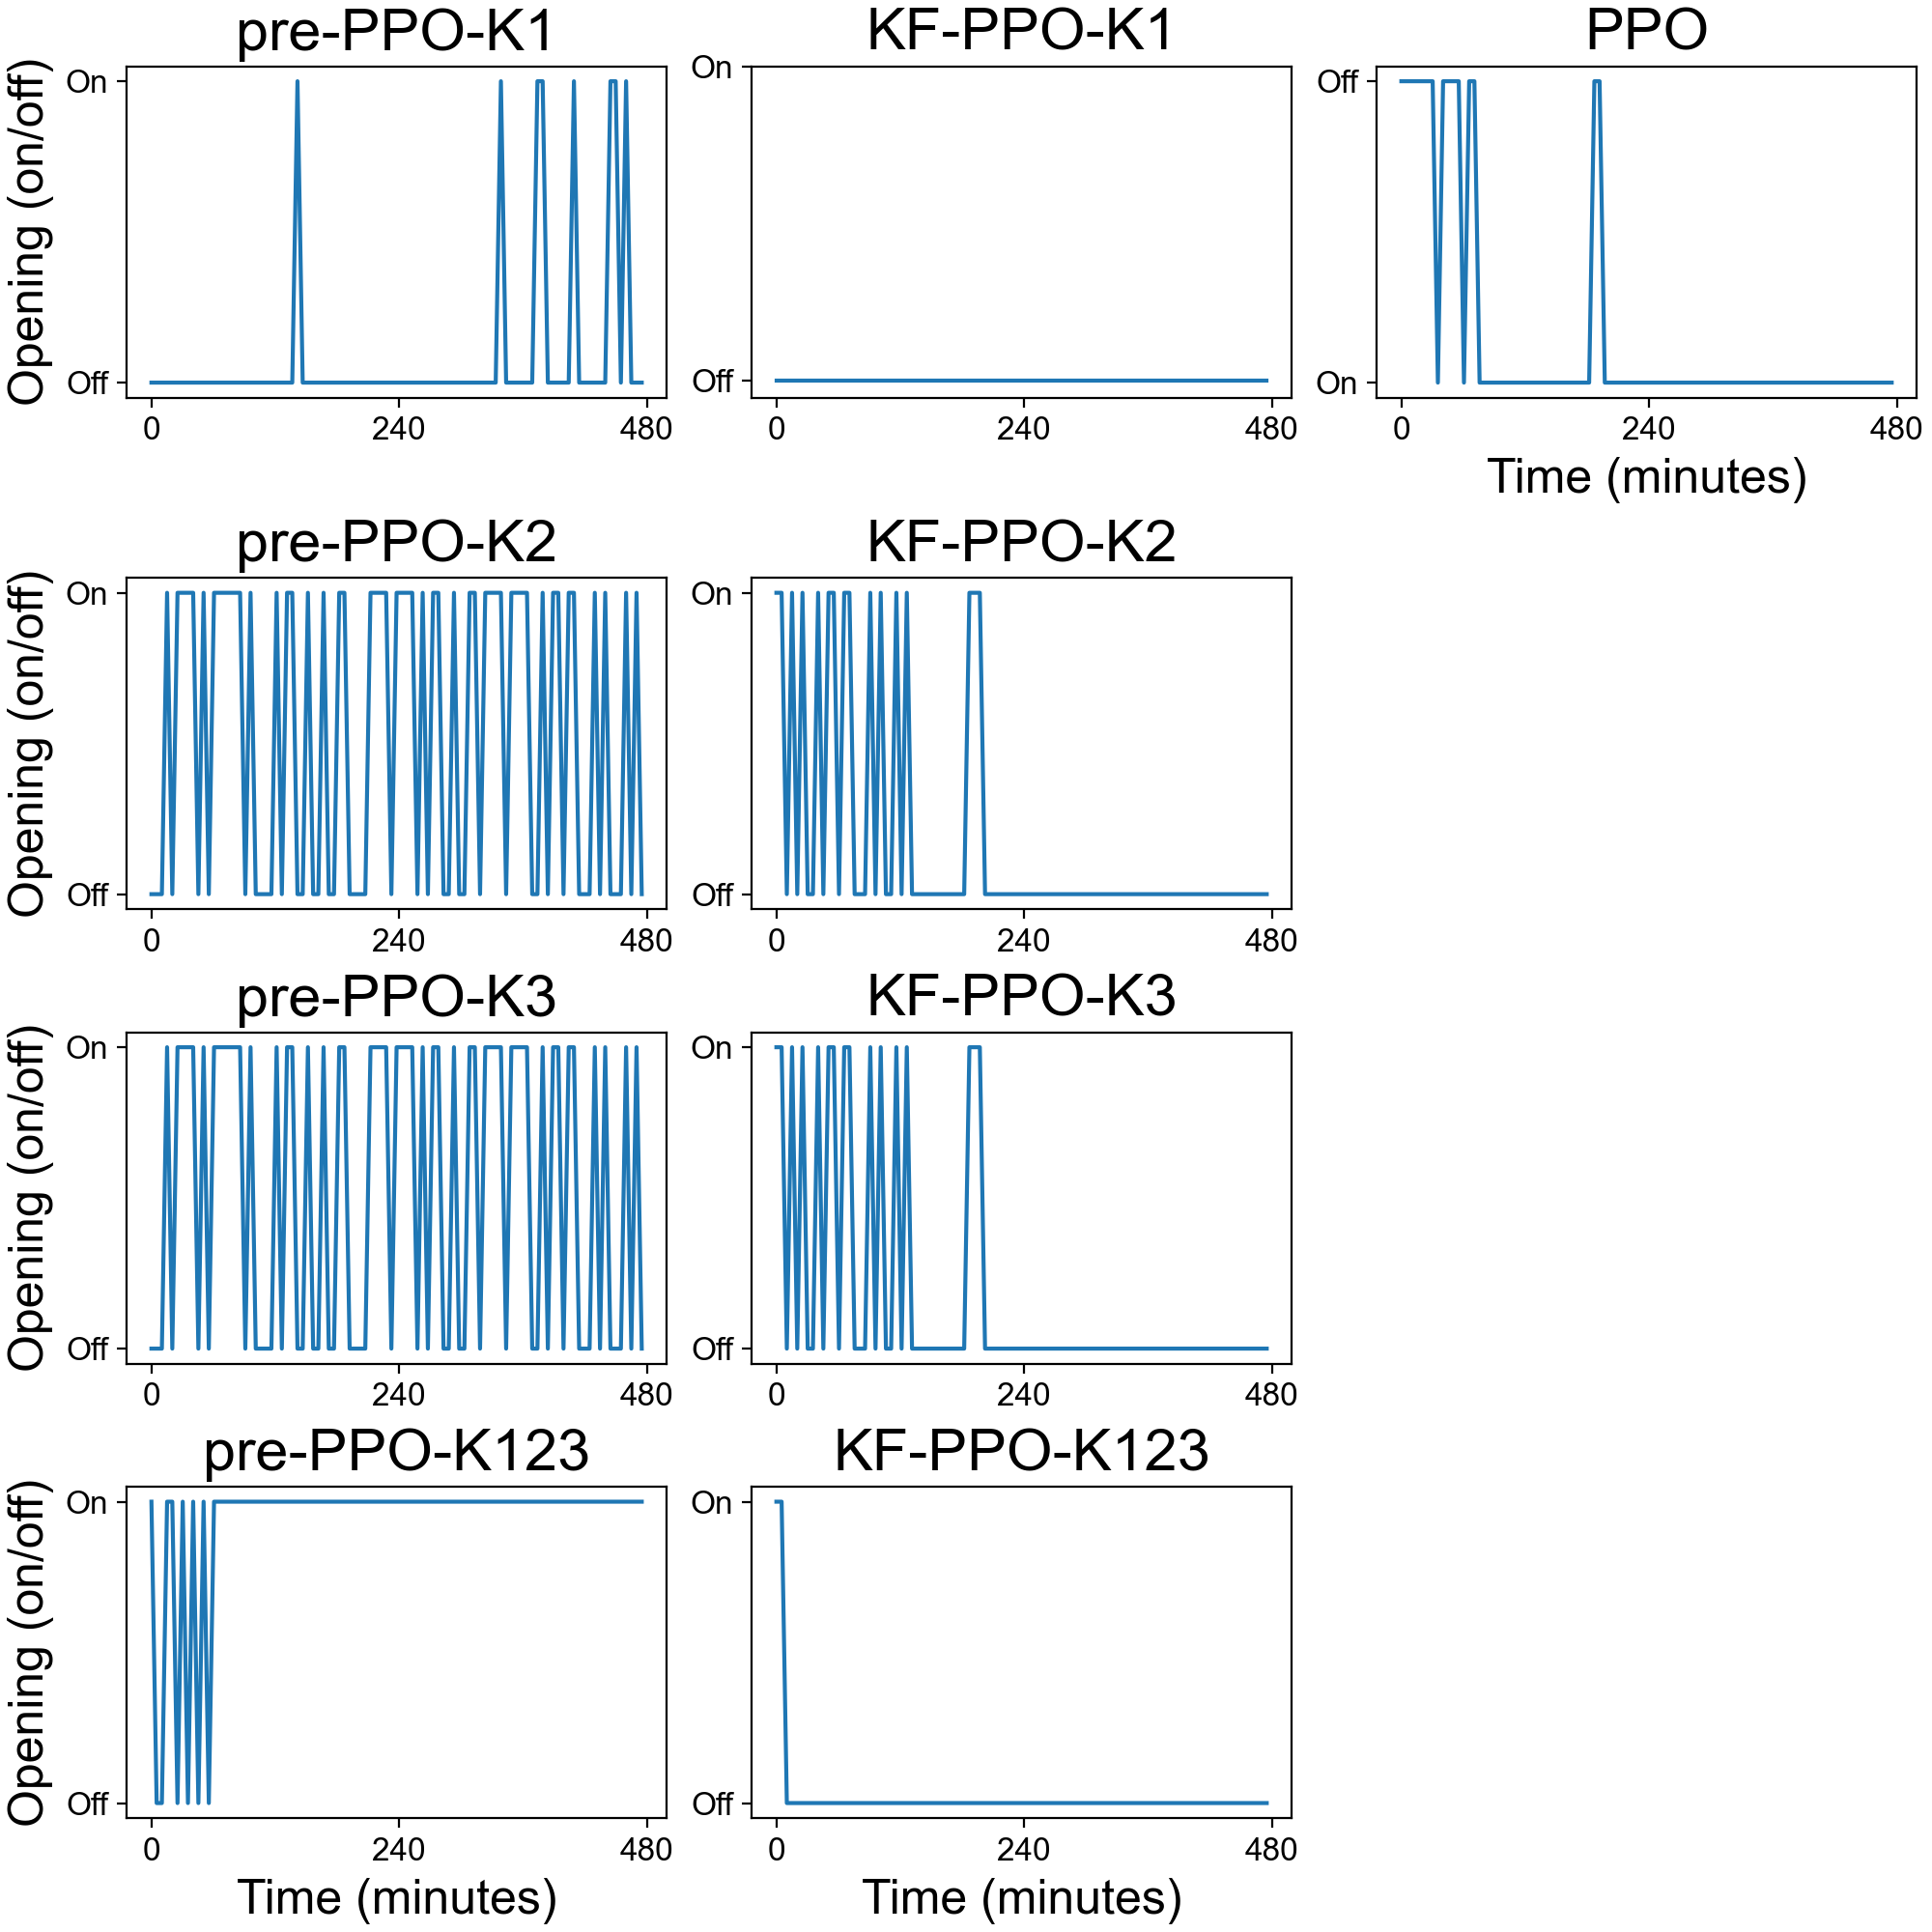 pre-PPO-K1
KF-PPO-K1
PPO
Opening (on/off)
On
Off
0
240
480
On
Off
0
240
480
Off
On
0
240
480
Time (minutes)
pre-PPO-K2
KF-PPO-K2
Opening (on/off)
On
Off
0
240
480
On
Off
0
240
480
pre-PPO-K3
KF-PPO-K3
Opening (on/off)
On
Off
0
240
480
On
Off
0
240
480
pre-PPO-K123
KF-PPO-K123
Opening (on/off)
On
Off
0
240
480
Time (minutes)
On
Off
0
240
480
Time (minutes)